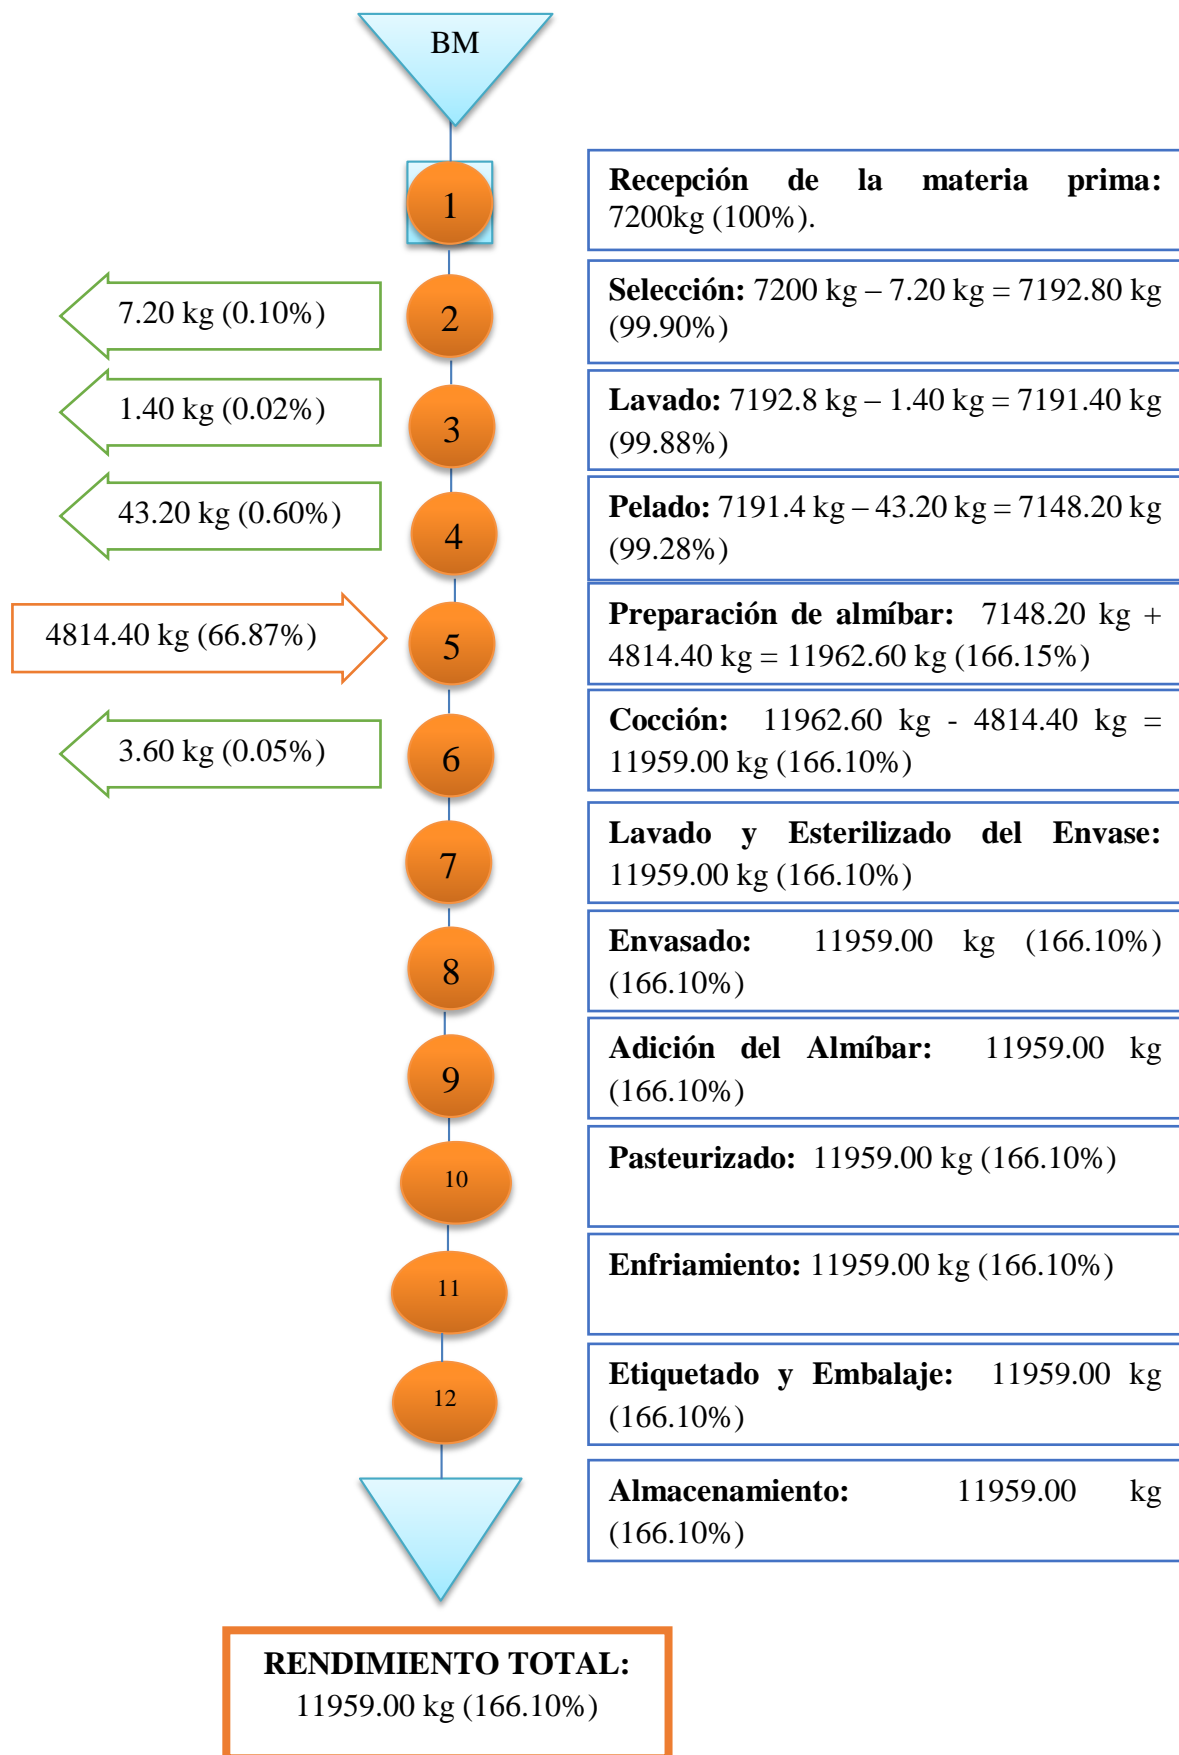 BM
1
Recepción de la materia prima:
7200kg (100%).
7.20 kg (0.10%)
2
Selección: 7200 kg – 7.20 kg = 7192.80 kg
(99.90%)
1.40 kg (0.02%)
3
Lavado: 7192.8 kg – 1.40 kg = 7191.40 kg
(99.88%)
43.20 kg (0.60%)
4
Pelado: 7191.4 kg – 43.20 kg = 7148.20 kg
(99.28%)
4814.40 kg (66.87%)
5
Preparación de almíbar: 7148.20 kg +
4814.40 kg = 11962.60 kg (166.15%)
3.60 kg (0.05%)
6
Cocción: 11962.60 kg - 4814.40 kg =
11959.00 kg (166.10%)
7
Lavado y Esterilizado del Envase:
11959.00 kg (166.10%)
8
Envasado: 11959.00 kg (166.10%)
(166.10%)
9
Adición del Almíbar: 11959.00 kg
(166.10%)
10
Pasteurizado: 11959.00 kg (166.10%)
11
Enfriamiento: 11959.00 kg (166.10%)
12
Etiquetado y Embalaje: 11959.00 kg
(166.10%)
Almacenamiento: 11959.00 kg
(166.10%)
RENDIMIENTO TOTAL:
11959.00 kg (166.10%)